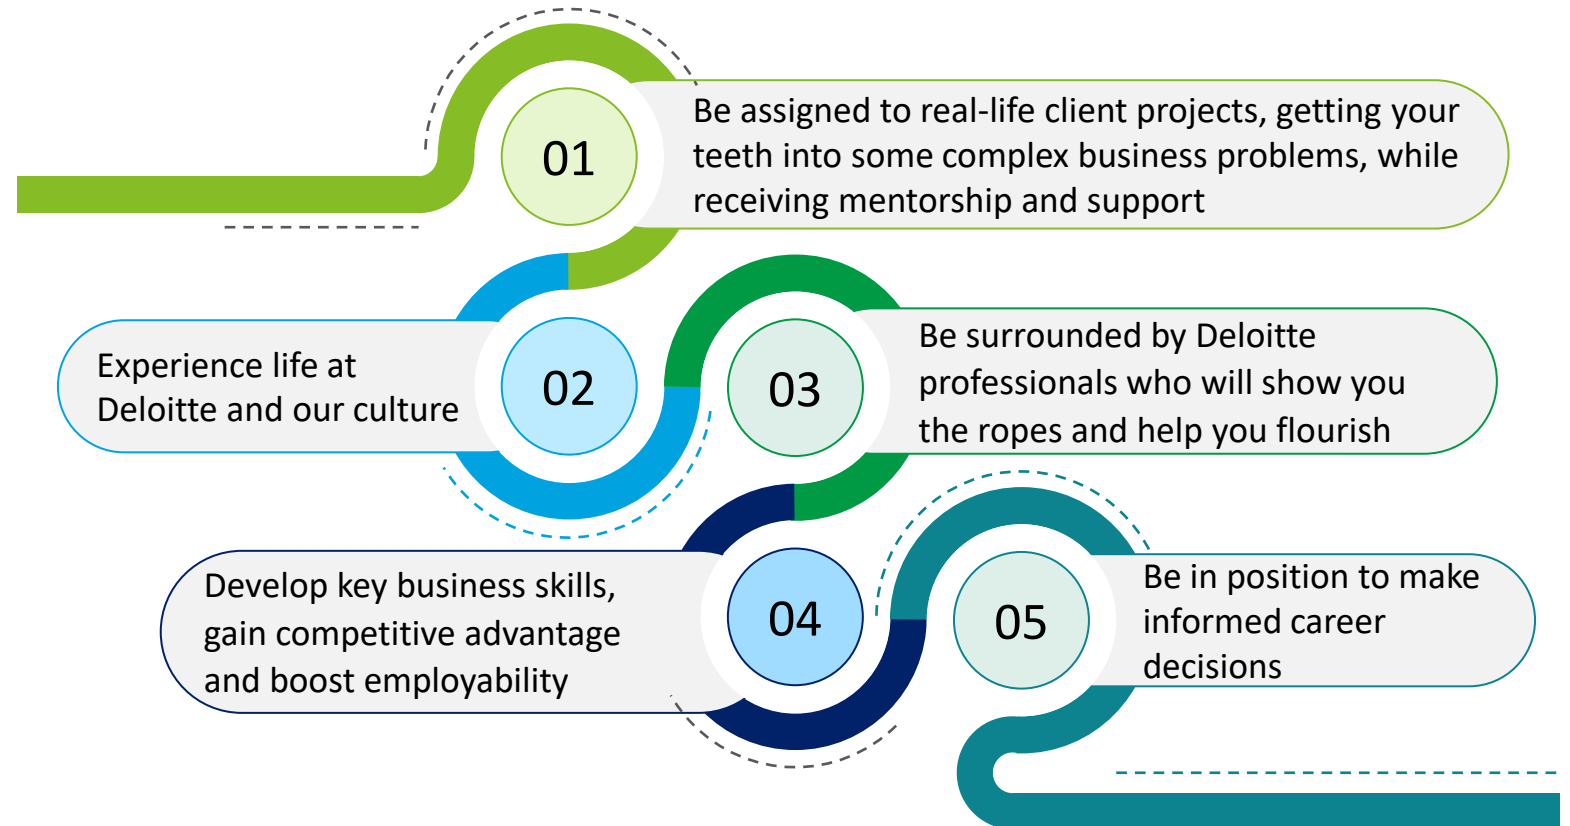 01
Be assigned to real-life client projects, getting your
teeth into some complex business problems, while
receiving mentorship and support
02
Experience life at
Deloitte and our culture
03
Be surrounded by Deloitte
professionals who will show you
the ropes and help you flourish
04
Develop key business skills,
gain competitive advantage
and boost employability
05
Be in position to make
informed career
decisions